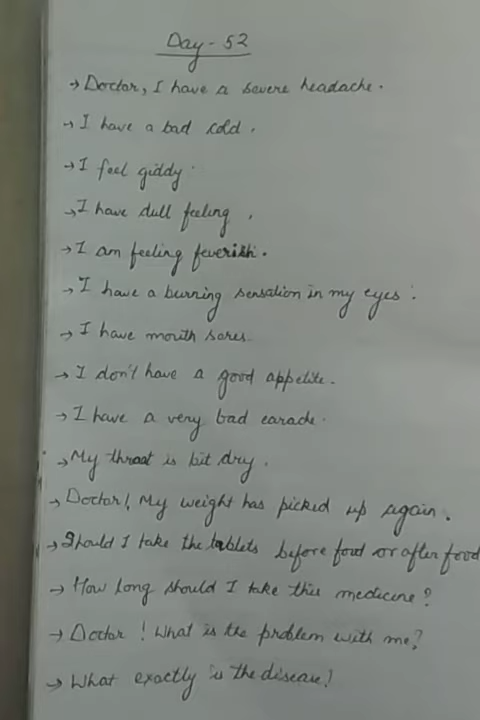 Day - 52
→ Doctor, I have a severe headache.
→ I have a bad cold.
→ I feel giddy.
→ I have dull feeling.
→ I am feeling feverish.
→ I have a burning sensation in my eyes.
→ I have mouth sores.
→ I don't have a good appetite.
→ I have a very bad earache.
→ My throat is bit dry.
→ Doctor! My weight has picked up again.
→ Should I take the tablets before food or after food
→ How long should I take this medicine?
→ Doctor! What is the problem with me?
→ What exactly is the disease?